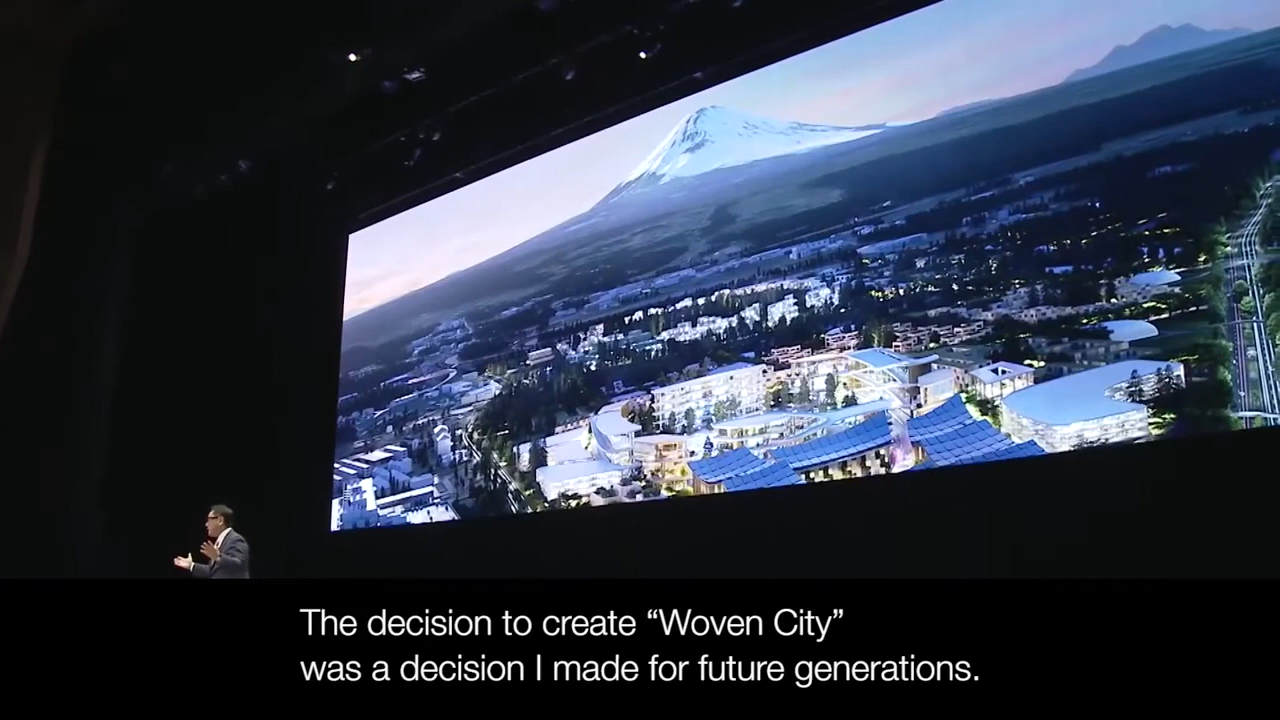 The decision to create “Woven City”
was a decision I made for future generations.